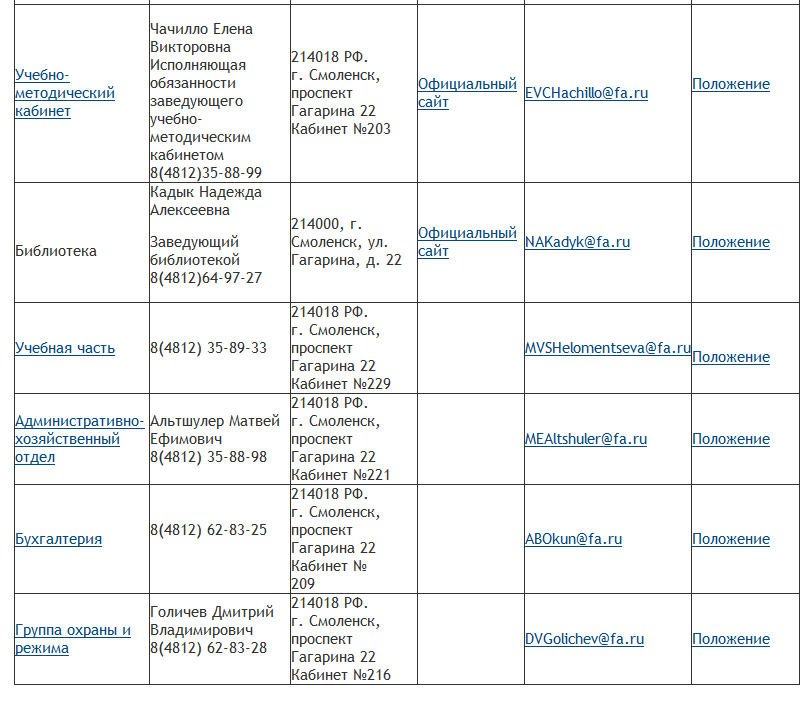 Учебно-
методический
кабинет
Чачилло Елена
Викторовна
Исполняющая
обязанности
заведующего
учебно-
методическим
кабинетом
8(4812)35-88-99
214018 РФ.
г. Смоленск,
проспект
Гагарина 22
Кабинет №203
Официальный
сайт
EVCHachillo@fa.ru
Положение
Библиотека
Кадык Надежда
Алексеевна
Заведующий
библиотекой
8(4812)64-97-27
214000, г.
Смоленск, ул.
Гагарина, д. 22
Официальный
сайт
NAKadyk@fa.ru
Положение
Учебная часть
8(4812) 35-89-33
214018 РФ.
г. Смоленск,
проспект
Гагарина 22
Кабинет №229
MVSHelomentseva@fa.ru
Положение
Административно-
хозяйственный
отдел
Альтшулер Матвей
Ефимович
8(4812) 35-88-98
214018 РФ.
г. Смоленск,
проспект
Гагарина 22
Кабинет №221
MEAltshuler@fa.ru
Положение
Бухгалтерия
8(4812) 62-83-25
214018 РФ.
г. Смоленск,
проспект
Гагарина 22
Кабинет №
209
ABOkun@fa.ru
Положение
Группа охраны и
режима
Голичев Дмитрий
Владимирович
8(4812) 62-83-28
214018 РФ.
г. Смоленск,
проспект
Гагарина 22
Кабинет №216
DVGolichev@fa.ru
Положение